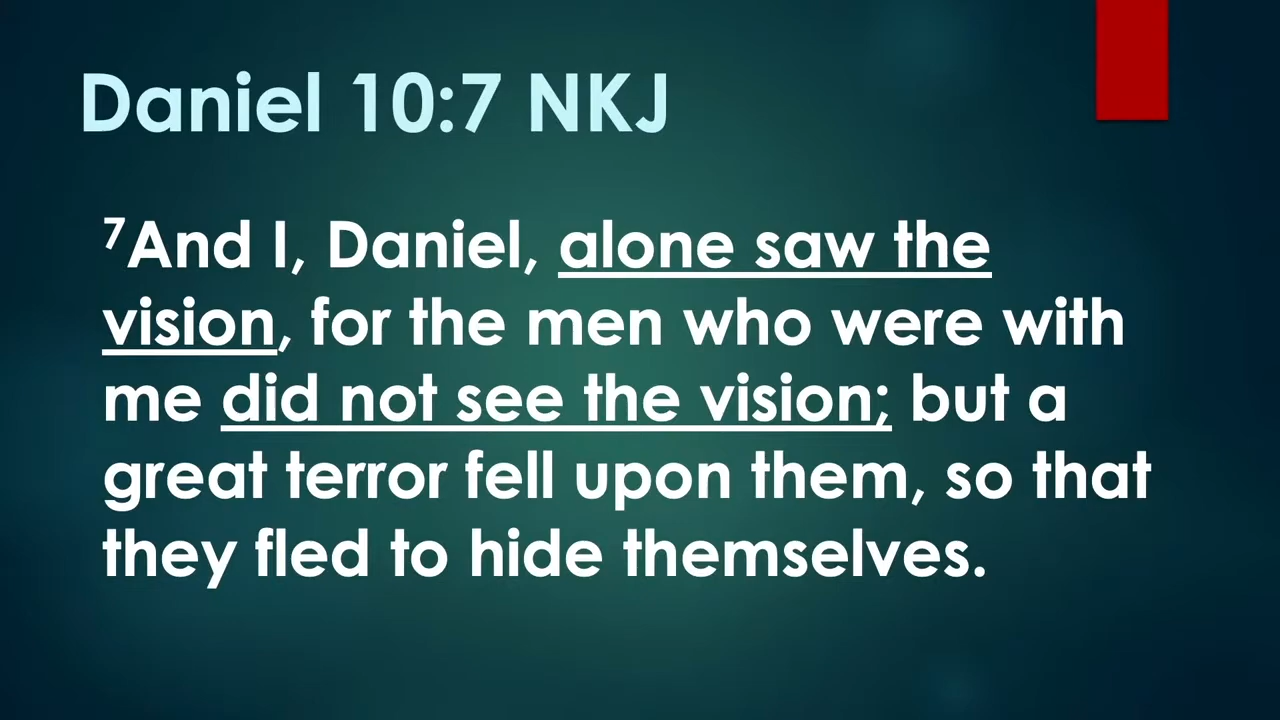 Daniel 10:7 NKJ
⁷And I, Daniel, alone saw the
vision, for the men who were with
me did not see the vision; but a
great terror fell upon them, so that
they fled to hide themselves.